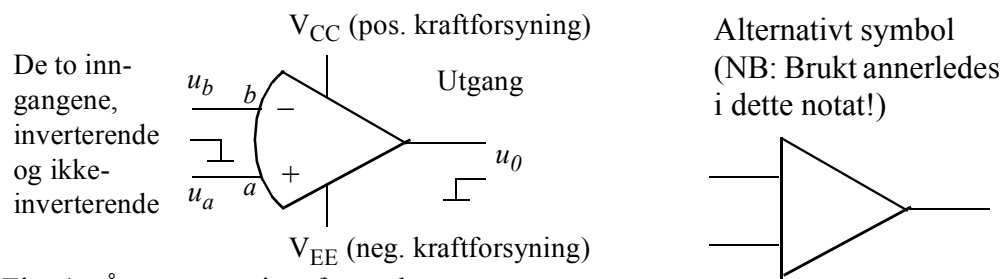 V_CC (pos. kraftforsyning)
De to inn-
gangene,
inverterende
og ikke-
inverterende
u_b
b
−
+
a
u_a
Utgang
u_0
V_EE (neg. kraftforsyning)
Alternativt symbol
(NB: Brukt annerledes
i dette notat!)